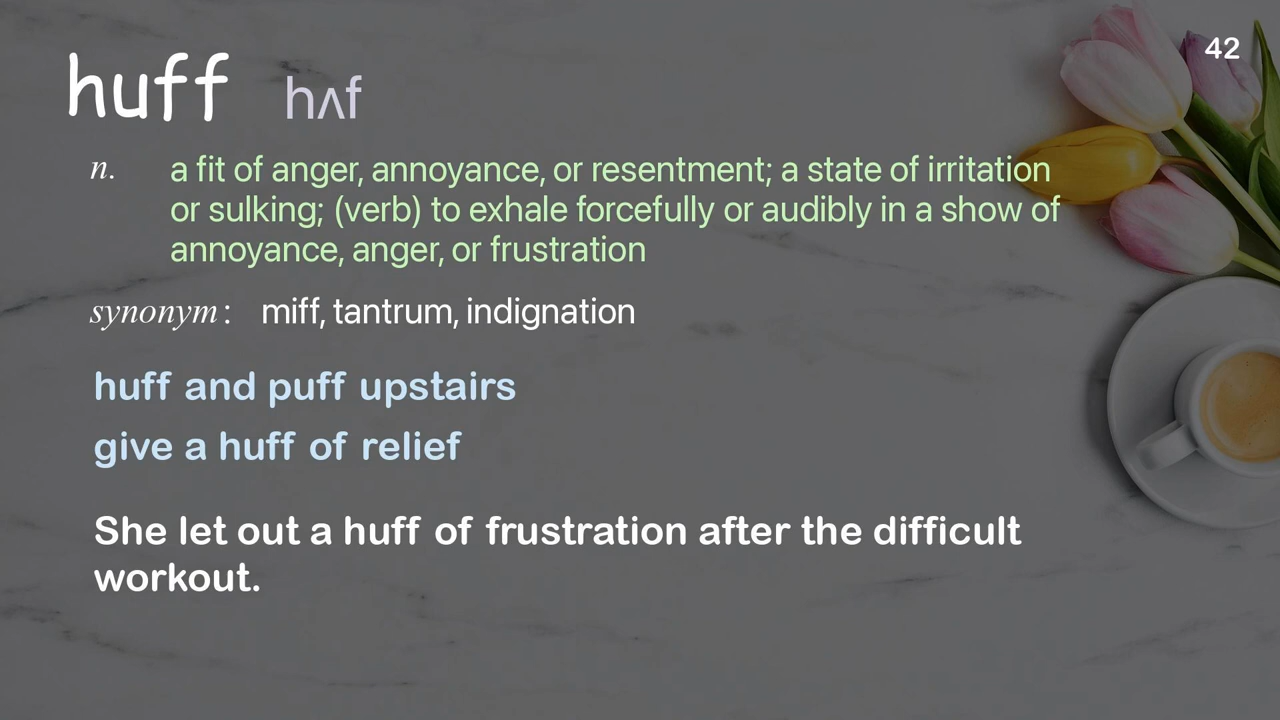 42
huff hʌf
n. a fit of anger, annoyance, or resentment; a state of irritation
or sulking; (verb) to exhale forcefully or audibly in a show of
annoyance, anger, or frustration
synonym: miff, tantrum, indignation
huff and puff upstairs
give a huff of relief
She let out a huff of frustration after the difficult
workout.